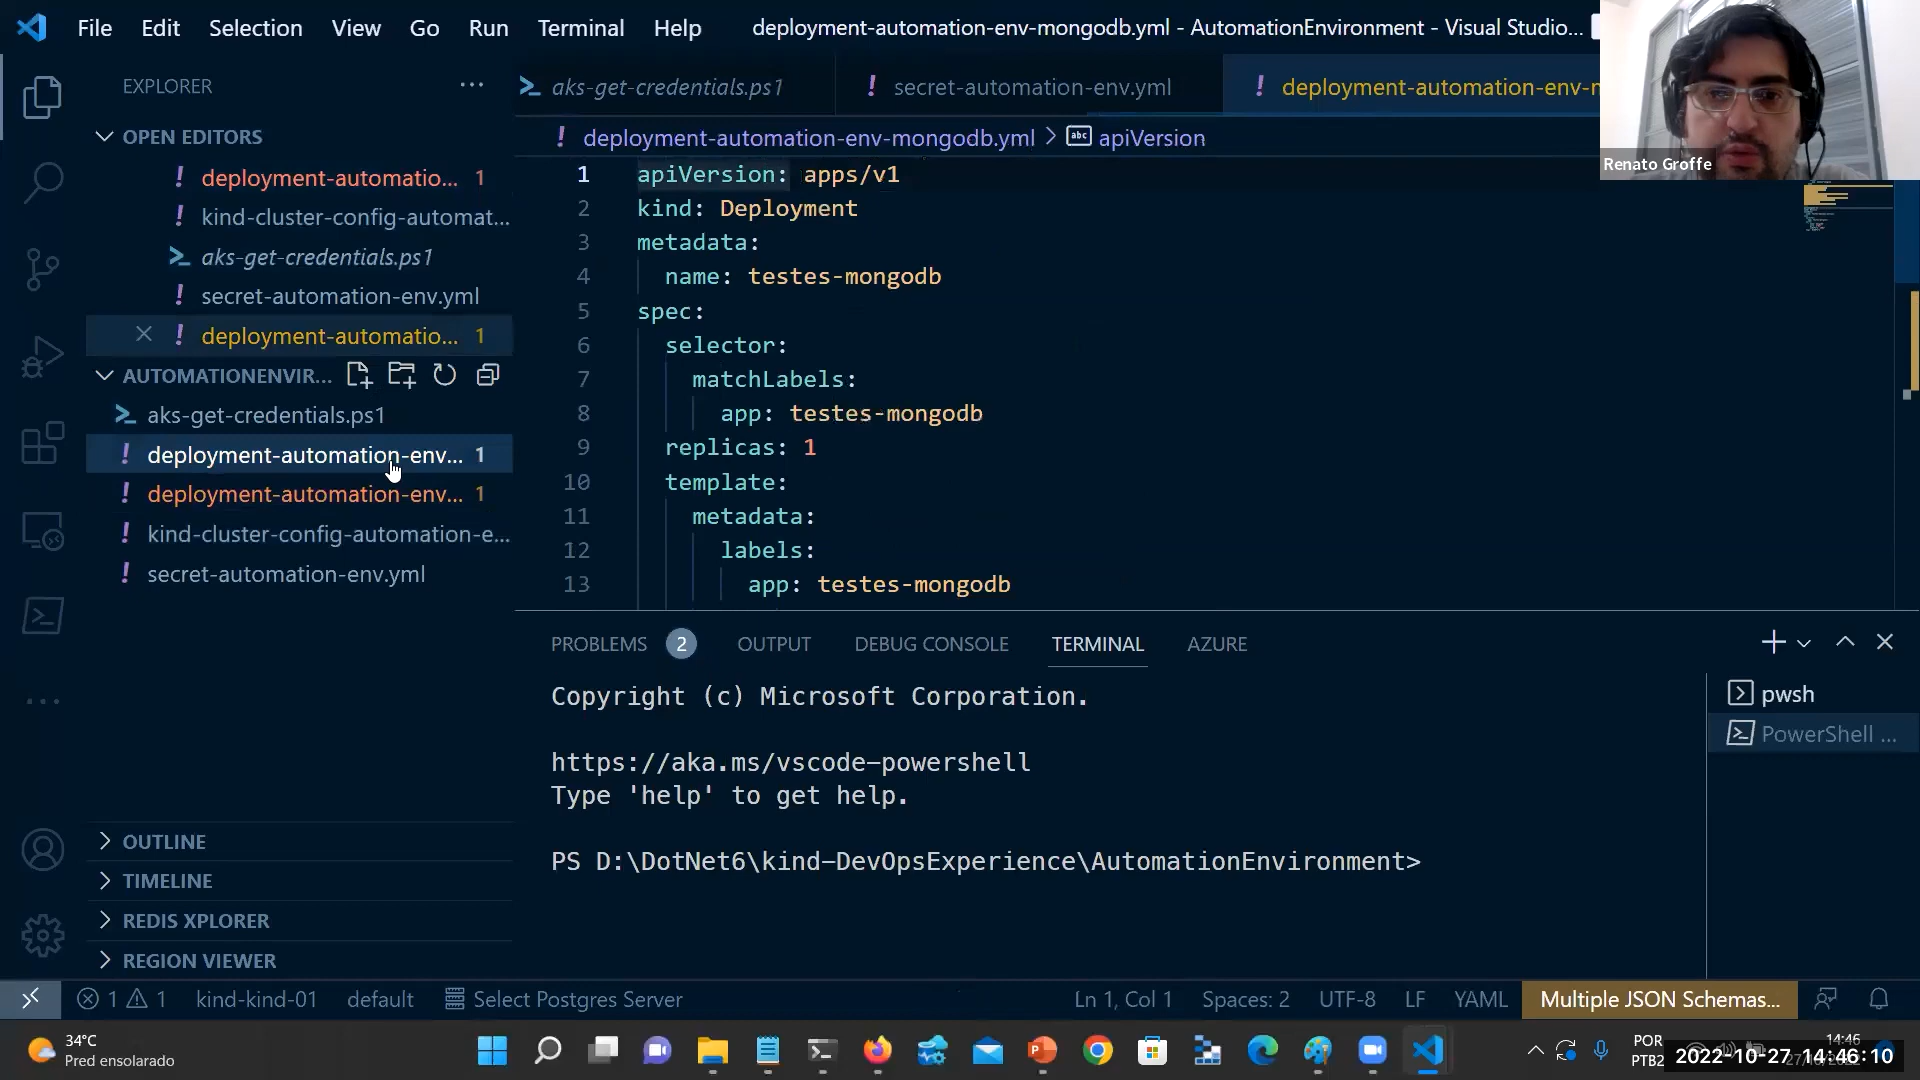 File Edit Selection View Go Run Terminal Help deployment-automation-env-mongodb.yml - AutomationEnvironment - Visual Studio...
EXPLORER ...
OPEN EDITORS
! deployment-automatio... 1
! kind-cluster-config-automat...
aks-get-credentials.ps1
! secret-automation-env.yml
! deployment-automatio... 1
AUTOMATIONENVIR...
aks-get-credentials.ps1
! deployment-automation-env... 1
! deployment-automation-env... 1
! kind-cluster-config-automation-e...
! secret-automation-env.yml
OUTLINE
TIMELINE
REDIS XPLORER
REGION VIEWER
aks-get-credentials.ps1 ! secret-automation-env.yml ! deployment-automation-env-
! deployment-automation-env-mongodb.yml > abc apiVersion
1 apiVersion: apps/v1
2 kind: Deployment
3 metadata:
4 name: testes-mongodb
5 spec:
6 selector:
7 matchLabels:
8 app: testes-mongodb
9 replicas: 1
10 template:
11 metadata:
12 labels:
13 app: testes-mongodb
Renato Groffe
PROBLEMS 2 OUTPUT DEBUG CONSOLE TERMINAL AZURE
Copyright (c) Microsoft Corporation.
https://aka.ms/vscode-powershell
Type 'help' to get help.
PS D:\DotNet6\kind-DevOpsExperience\AutomationEnvironment>
pwsh
PowerShell ...
1 1 kind-kind-01 default Select Postgres Server Ln 1, Col 1 Spaces: 2 UTF-8 LF YAML Multiple JSON Schemas...
34°C
Pred ensolarado
POR
PTB2
14:46
2022-10-27 14:46:10